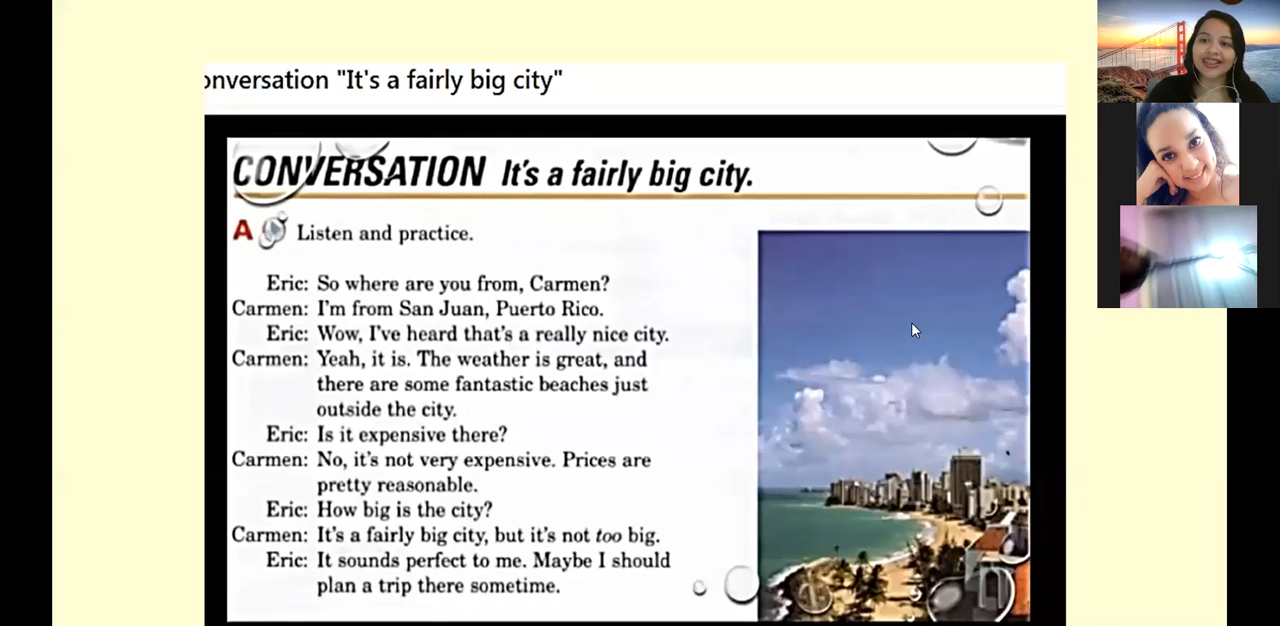 onversation "It's a fairly big city"
CONVERSATION It's a fairly big city.
A Listen and practice.
Eric: So where are you from, Carmen?
Carmen: I'm from San Juan, Puerto Rico.
Eric: Wow, I've heard that's a really nice city.
Carmen: Yeah, it is. The weather is great, and
there are some fantastic beaches just
outside the city.
Eric: Is it expensive there?
Carmen: No, it's not very expensive. Prices are
pretty reasonable.
Eric: How big is the city?
Carmen: It's a fairly big city, but it's not too big.
Eric: It sounds perfect to me. Maybe I should
plan a trip there sometime.